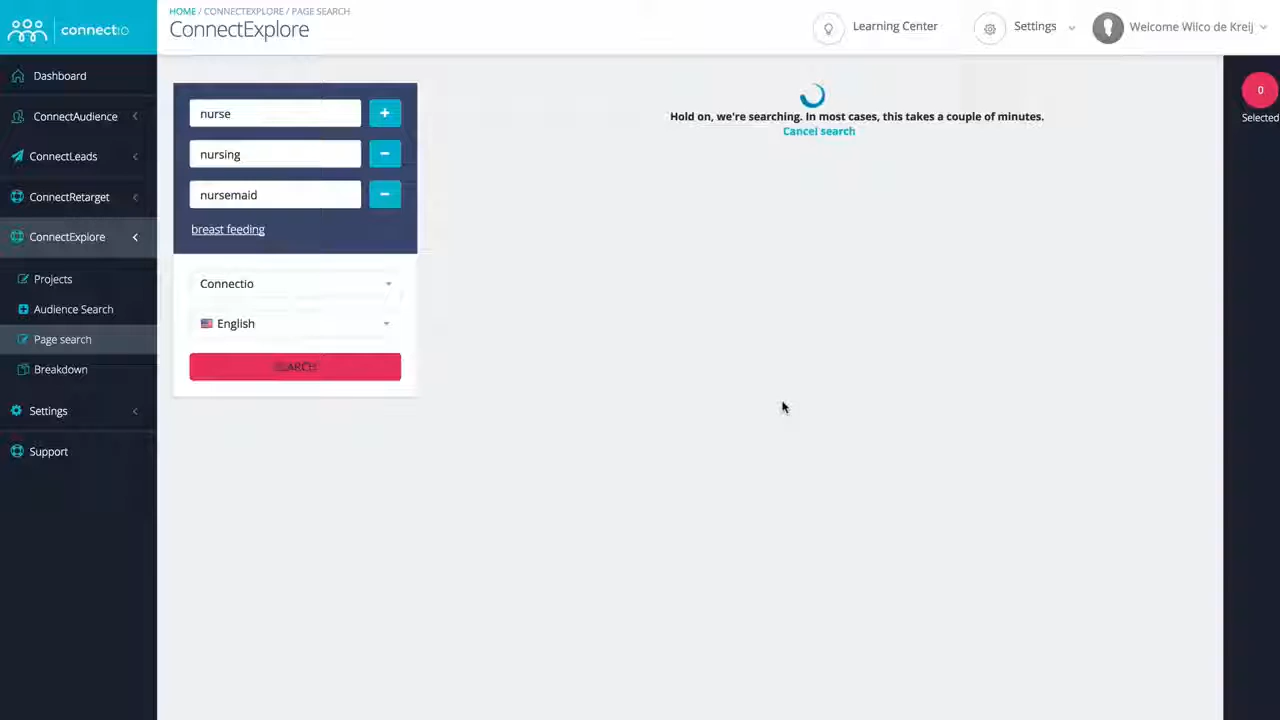 connectio
HOME / CONNECTEXPLORE / PAGE SEARCH
ConnectExplore
Learning Center
Settings
Welcome Wilco de Kreij
Dashboard
ConnectAudience
ConnectLeads
ConnectRetarget
ConnectExplore
Projects
Audience Search
Page search
Breakdown
Settings
Support
nurse
nursing
nursemaid
breast feeding
Connectio
English
SEARCH
Hold on, we're searching. In most cases, this takes a couple of minutes.
Cancel search
0
Selected